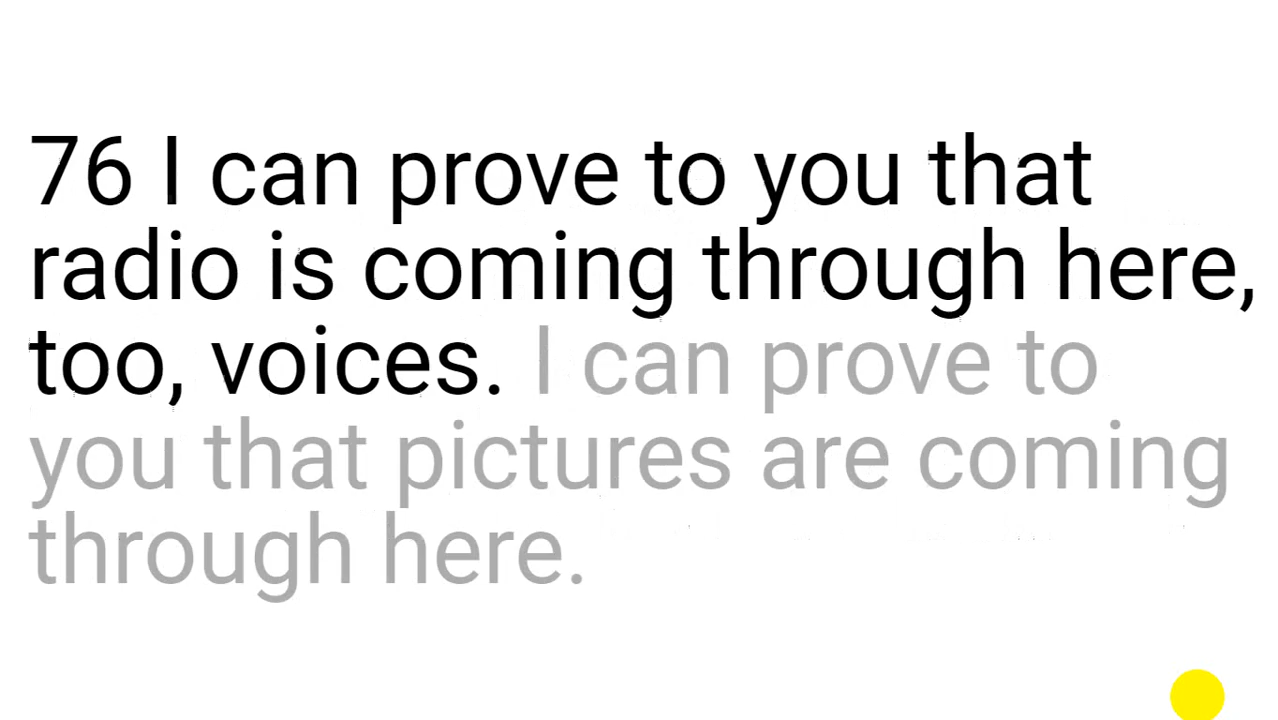 76 I can prove to you that
radio is coming through here,
too, voices. I can prove to
you that pictures are coming
through here.